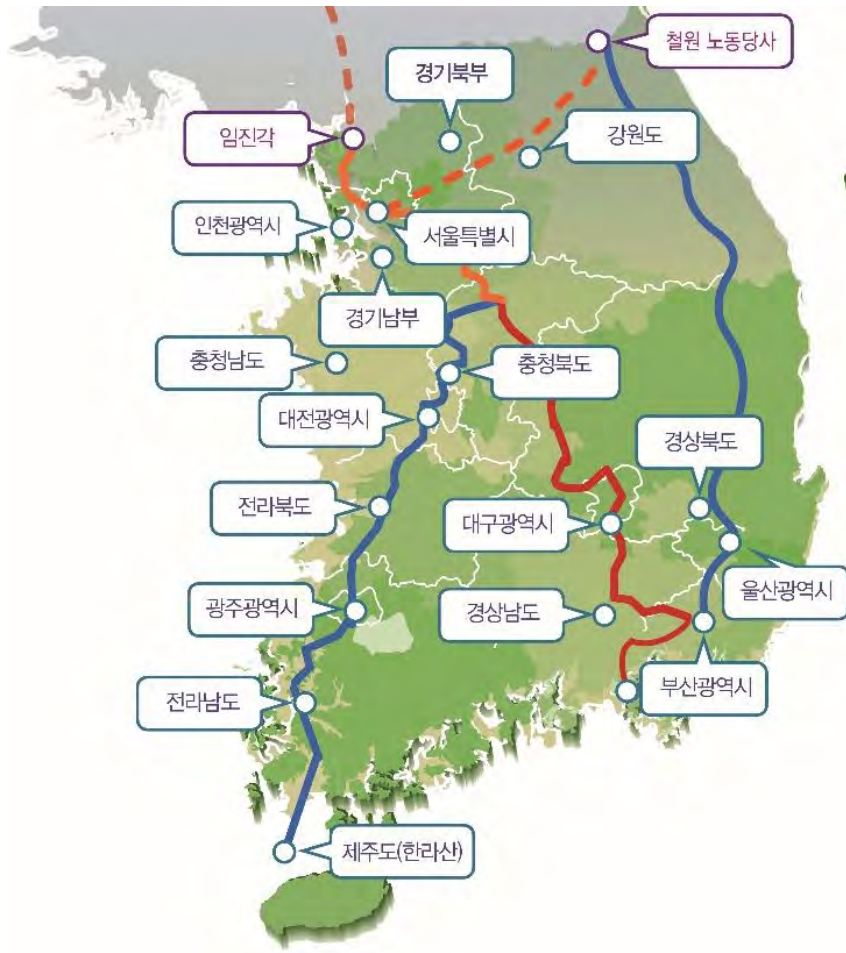 철원 노동당사
경기북부
임진각
강원도
인천광역시
서울특별시
경기남부
충청남도
충청북도
대전광역시
경상북도
전라북도
대구광역시
울산광역시
광주광역시
경상남도
전라남도
부산광역시
제주도(한라산)